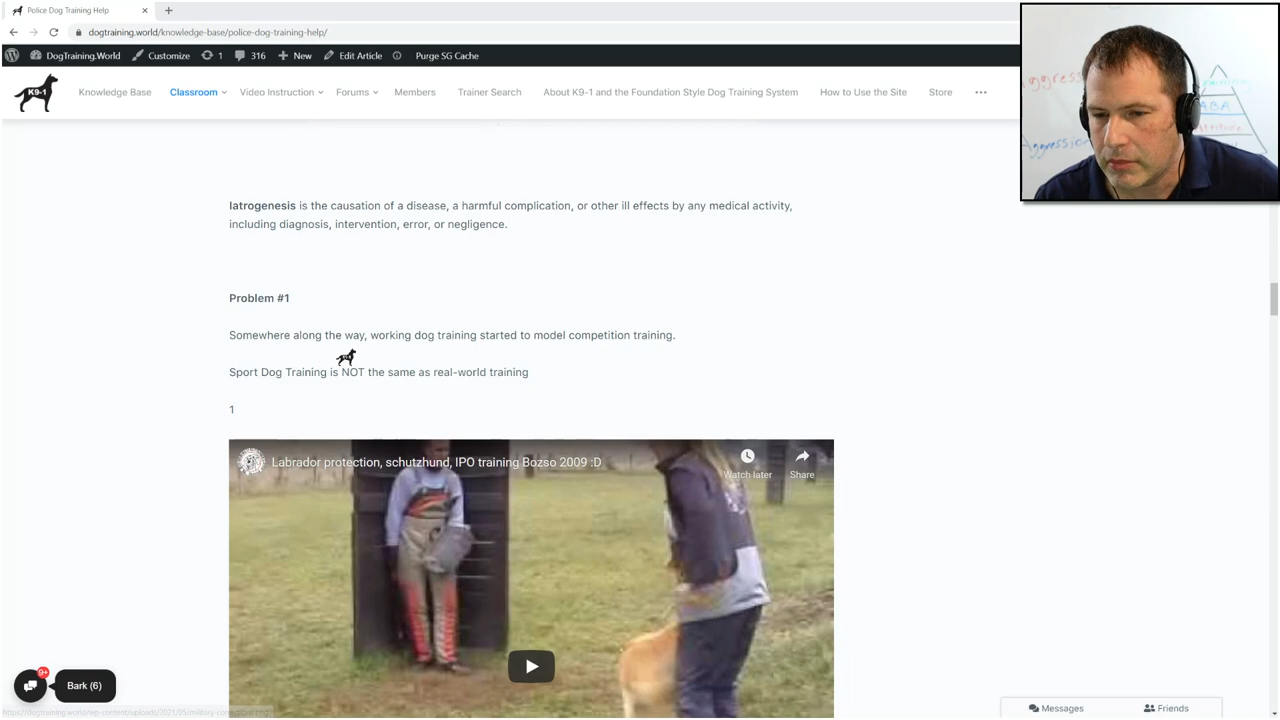 Police Dog Training Help
dogtraining.world/knowledge-base/police-dog-training-help/
DogTraining.World Customize 1 316 New Edit Article Purge SG Cache
K9-1
Knowledge Base Classroom Video Instruction Forums Members Trainer Search About K9-1 and the Foundation Style Dog Training System How to Use the Site Store
Aggress
ABA
Attitude
Aggression
Iatrogenesis is the causation of a disease, a harmful complication, or other ill effects by any medical activity,
including diagnosis, intervention, error, or negligence.
Problem #1
Somewhere along the way, working dog training started to model competition training.
Sport Dog Training is NOT the same as real-world training
1
Labrador protection, schutzhund, IPO training Bozso 2009 :D
Watch later Share
9+
Bark (6)
Messages Friends